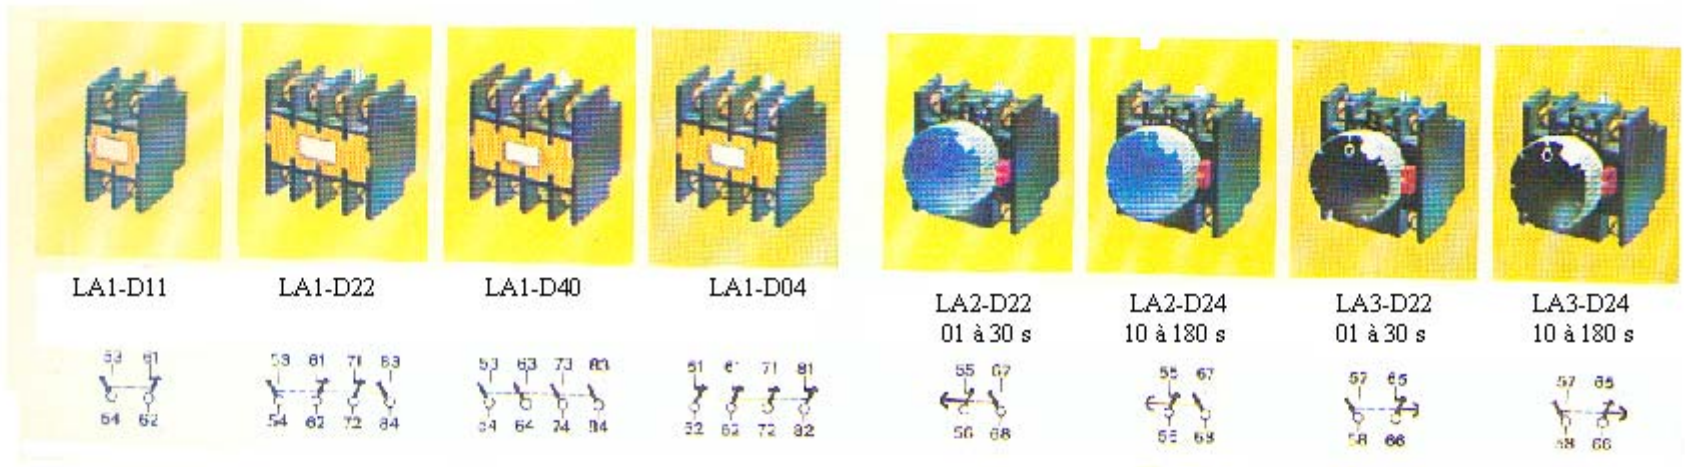 LA1-D11
LA1-D22
LA1-D40
LA1-D04
LA2-D22
01 à 30 s
LA2-D24
10 à 180 s
LA3-D22
01 à 30 s
LA3-D24
10 à 180 s
53 61
54 62
53 61 71 83
54 62 72 84
53 63 73 83
64 74 84
61 71 81
62 72 82
55 67
56 68
55 67
56 68
57 65
58 66
57 65
58 66